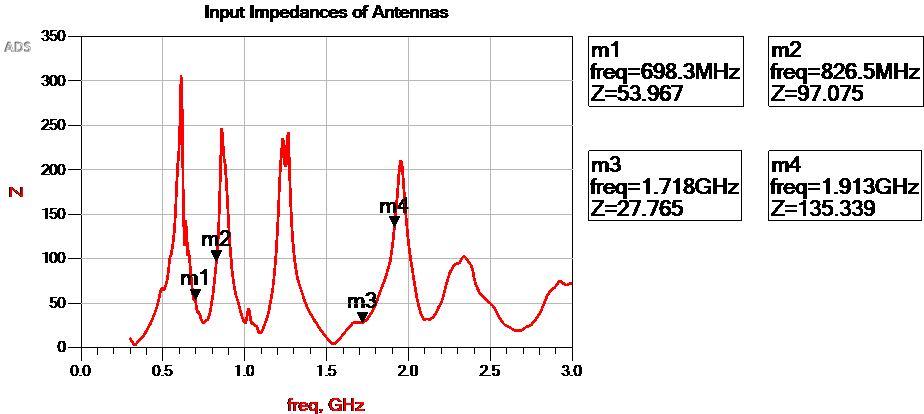 Input Impedances of Antennas
ADS
350
300
250
200
150
100
50
0
Z
0.0 0.5 1.0 1.5 2.0 2.5 3.0
freq, GHz
m1
m2
m3
m4
m1
freq=698.3MHz
Z=53.967
m2
freq=826.5MHz
Z=97.075
m3
freq=1.718GHz
Z=27.765
m4
freq=1.913GHz
Z=135.339